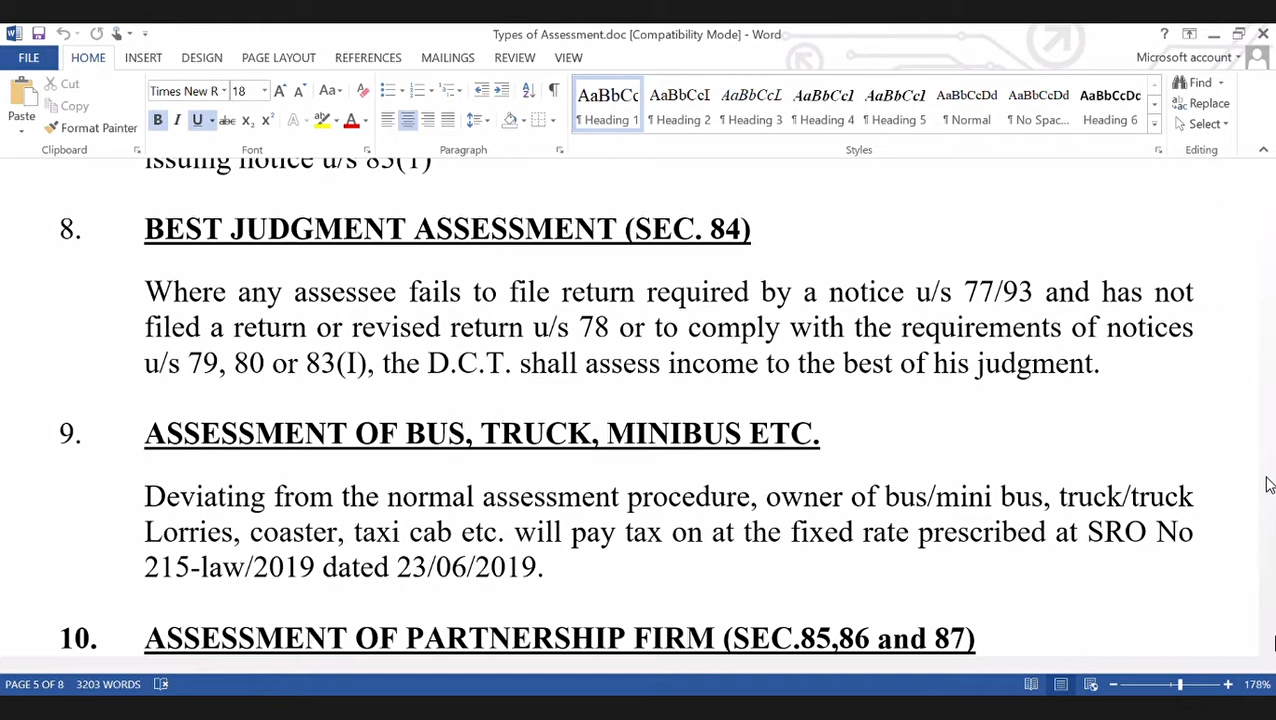 Types of Assessment.doc [Compatibility Mode] - Word
FILE HOME INSERT DESIGN PAGE LAYOUT REFERENCES MAILINGS REVIEW VIEW Microsoft account
Cut
Copy
Format Painter
Paste
Times New R 18
Clipboard Font Paragraph Styles Editing
AaBbCc AaBbCcI AaBbCcL AaBbCcI AaBbCcI AaBbCcDd AaBbCcDd AaBbCcDc
¶ Heading 1 ¶ Heading 2 ¶ Heading 3 ¶ Heading 4 ¶ Heading 5 ¶ Normal ¶ No Spac... Heading 6
Find
Replace
Select
issuing notice u/s 83(1)
8. BEST JUDGMENT ASSESSMENT (SEC. 84)
Where any assessee fails to file return required by a notice u/s 77/93 and has not
filed a return or revised return u/s 78 or to comply with the requirements of notices
u/s 79, 80 or 83(I), the D.C.T. shall assess income to the best of his judgment.
9. ASSESSMENT OF BUS, TRUCK, MINIBUS ETC.
Deviating from the normal assessment procedure, owner of bus/mini bus, truck/truck
Lorries, coaster, taxi cab etc. will pay tax on at the fixed rate prescribed at SRO No
215-law/2019 dated 23/06/2019.
10. ASSESSMENT OF PARTNERSHIP FIRM (SEC.85,86 and 87)
PAGE 5 OF 8 3203 WORDS 178%